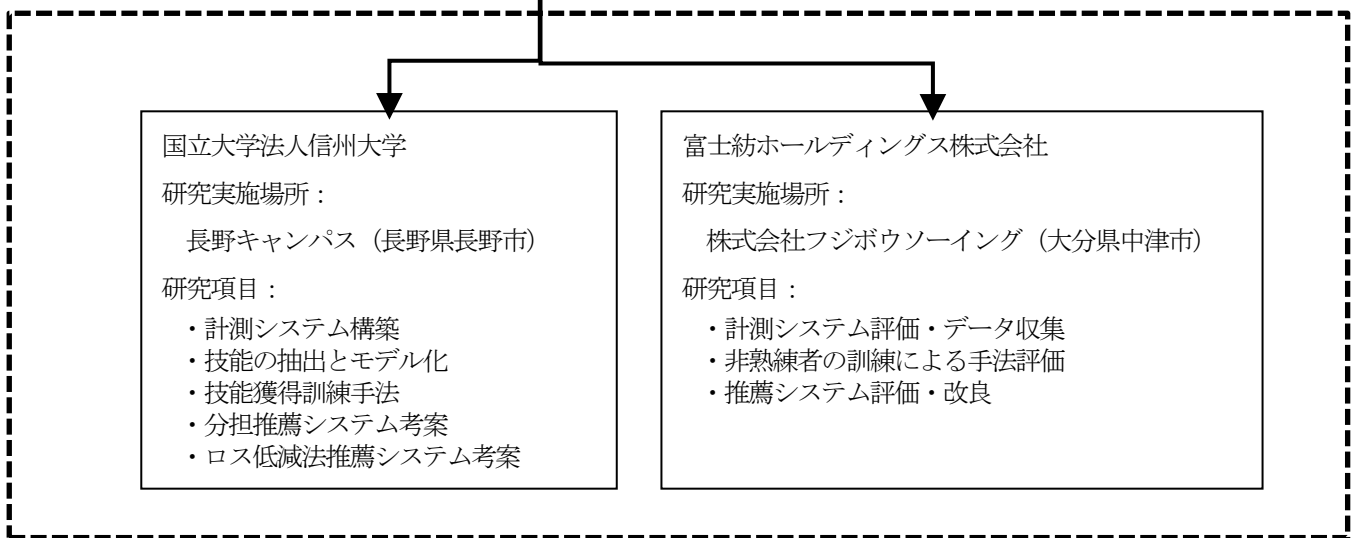 国立大学法人信州大学
研究実施場所：
長野キャンパス（長野県長野市）
研究項目：
・計測システム構築
・技能の抽出とモデル化
・技能獲得訓練手法
・分担推薦システム考案
・ロス低減法推薦システム考案
富士紡ホールディングス株式会社
研究実施場所：
株式会社フジボウソーイング（大分県中津市）
研究項目：
・計測システム評価・データ収集
・非熟練者の訓練による手法評価
・推薦システム評価・改良